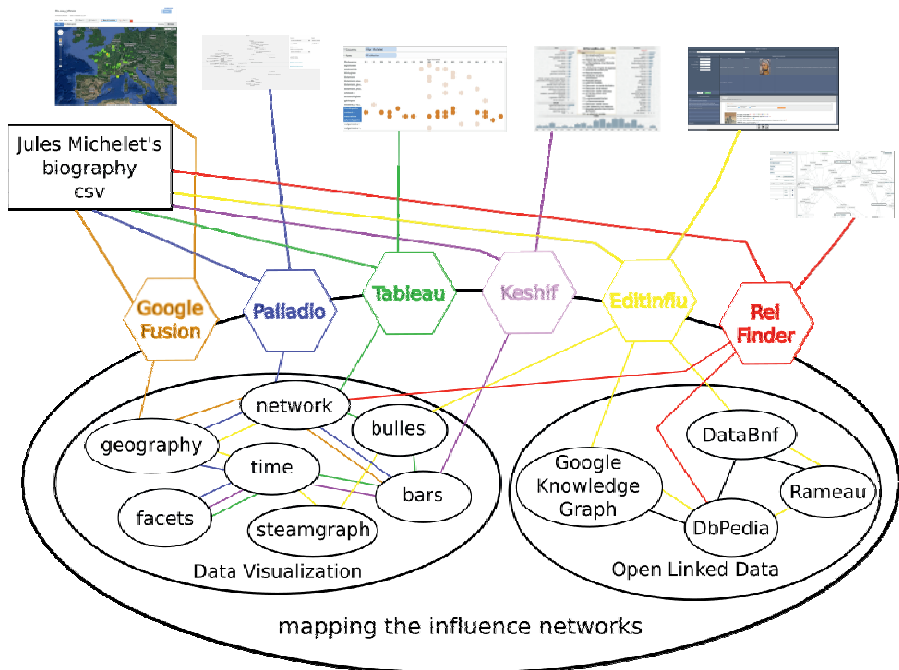 Jules Michelet's
biography
csv
Google
Fusion
Palladio
Tableau
Keshif
EditInflu
Rel
Finder
network
geography
bulles
time
bars
facets
steamgraph
Data Visualization
DataBnf
Google
Knowledge
Graph
Rameau
DbPedia
Open Linked Data
mapping the influence networks